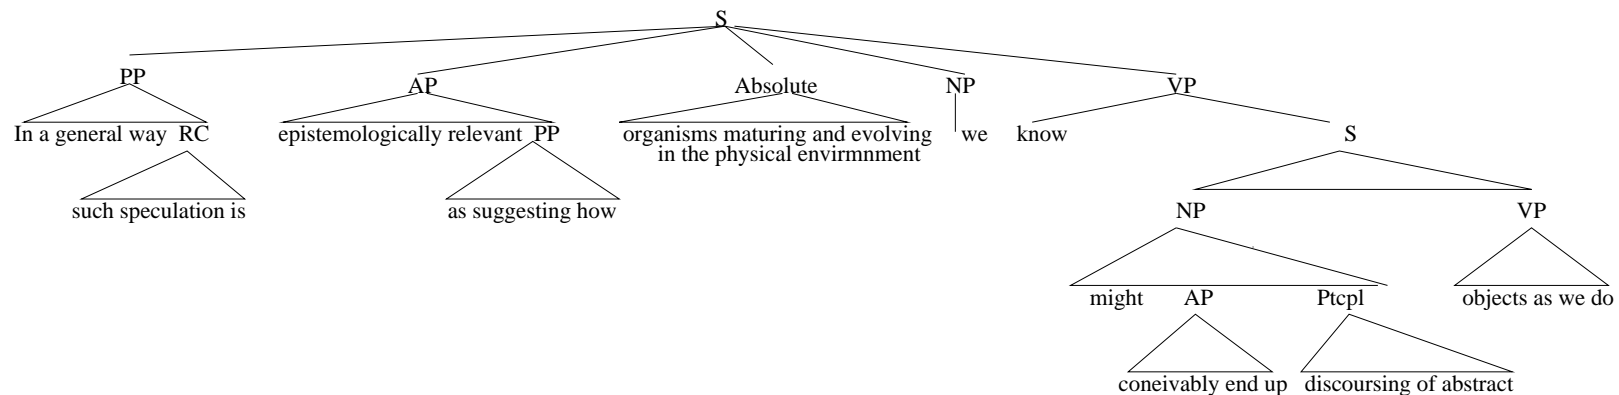 S
PP AP Absolute NP VP
In a general way RC epistemologically relevant PP organisms maturing and evolving we know S
in the physical envirmnment
such speculation is as suggesting how NP VP
might AP Ptcpl objects as we do
coneivably end up discoursing of abstract